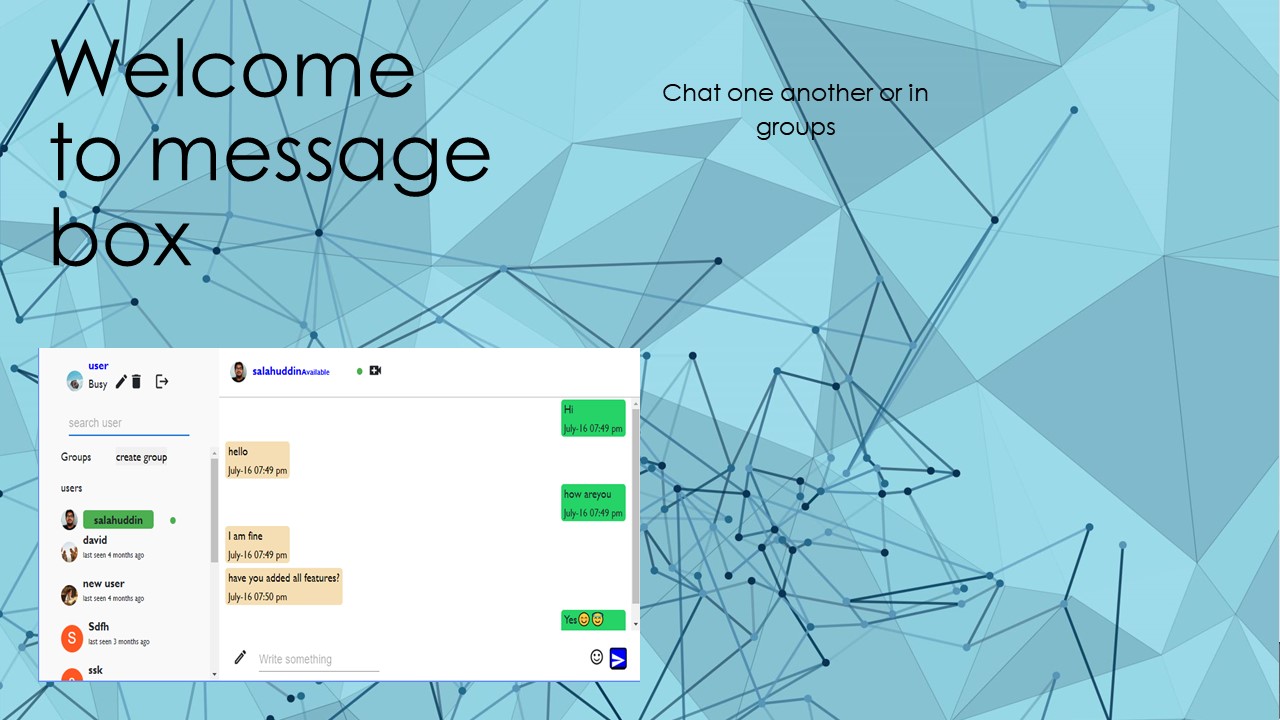 Welcome
to message
box
Chat one another or in
groups
user
Busy
search user
Groups create group
users
salahuddin
david
last seen 4 months ago
new user
last seen 4 months ago
S
Sdfh
last seen 3 months ago
S
ssk
salahuddinAvailable
Hi
July-16 07:49 pm
hello
July-16 07:49 pm
how areyou
July-16 07:49 pm
I am fine
July-16 07:49 pm
have you added all features?
July-16 07:50 pm
Yes😊😇
Write something